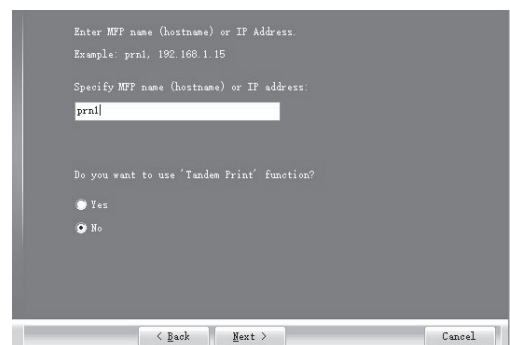 Enter MFP name (hostname) or IP Address.
Example: prn1, 192.168.1.15
Specify MFP name (hostname) or IP address:
prn1
Do you want to use 'Tandem Print' function?
Yes
No
< Back Next > Cancel